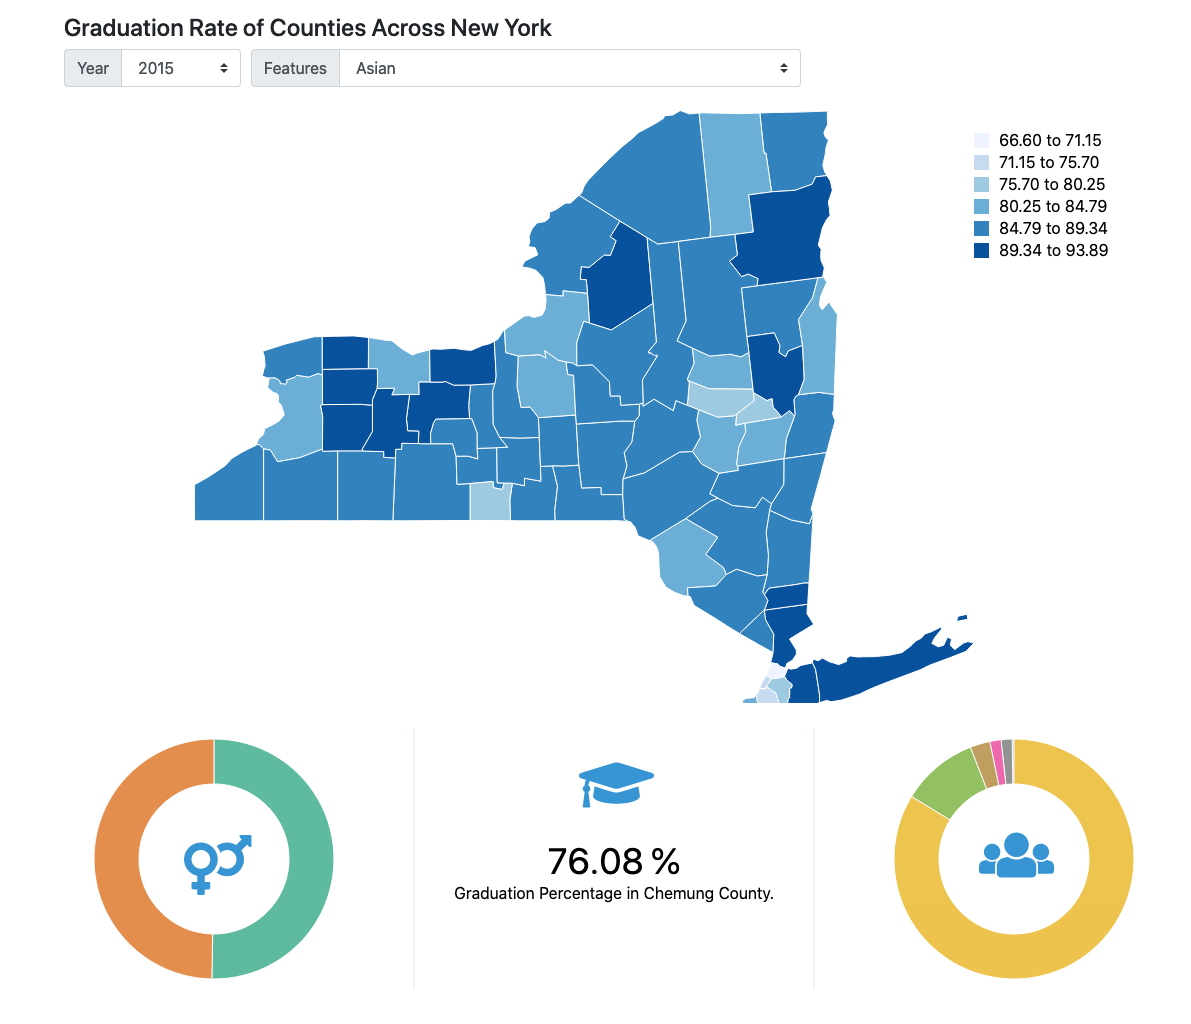 Graduation Rate of Counties Across New York
Year 2015 Features Asian
66.60 to 71.15
71.15 to 75.70
75.70 to 80.25
80.25 to 84.79
84.79 to 89.34
89.34 to 93.89
76.08 %
Graduation Percentage in Chemung County.